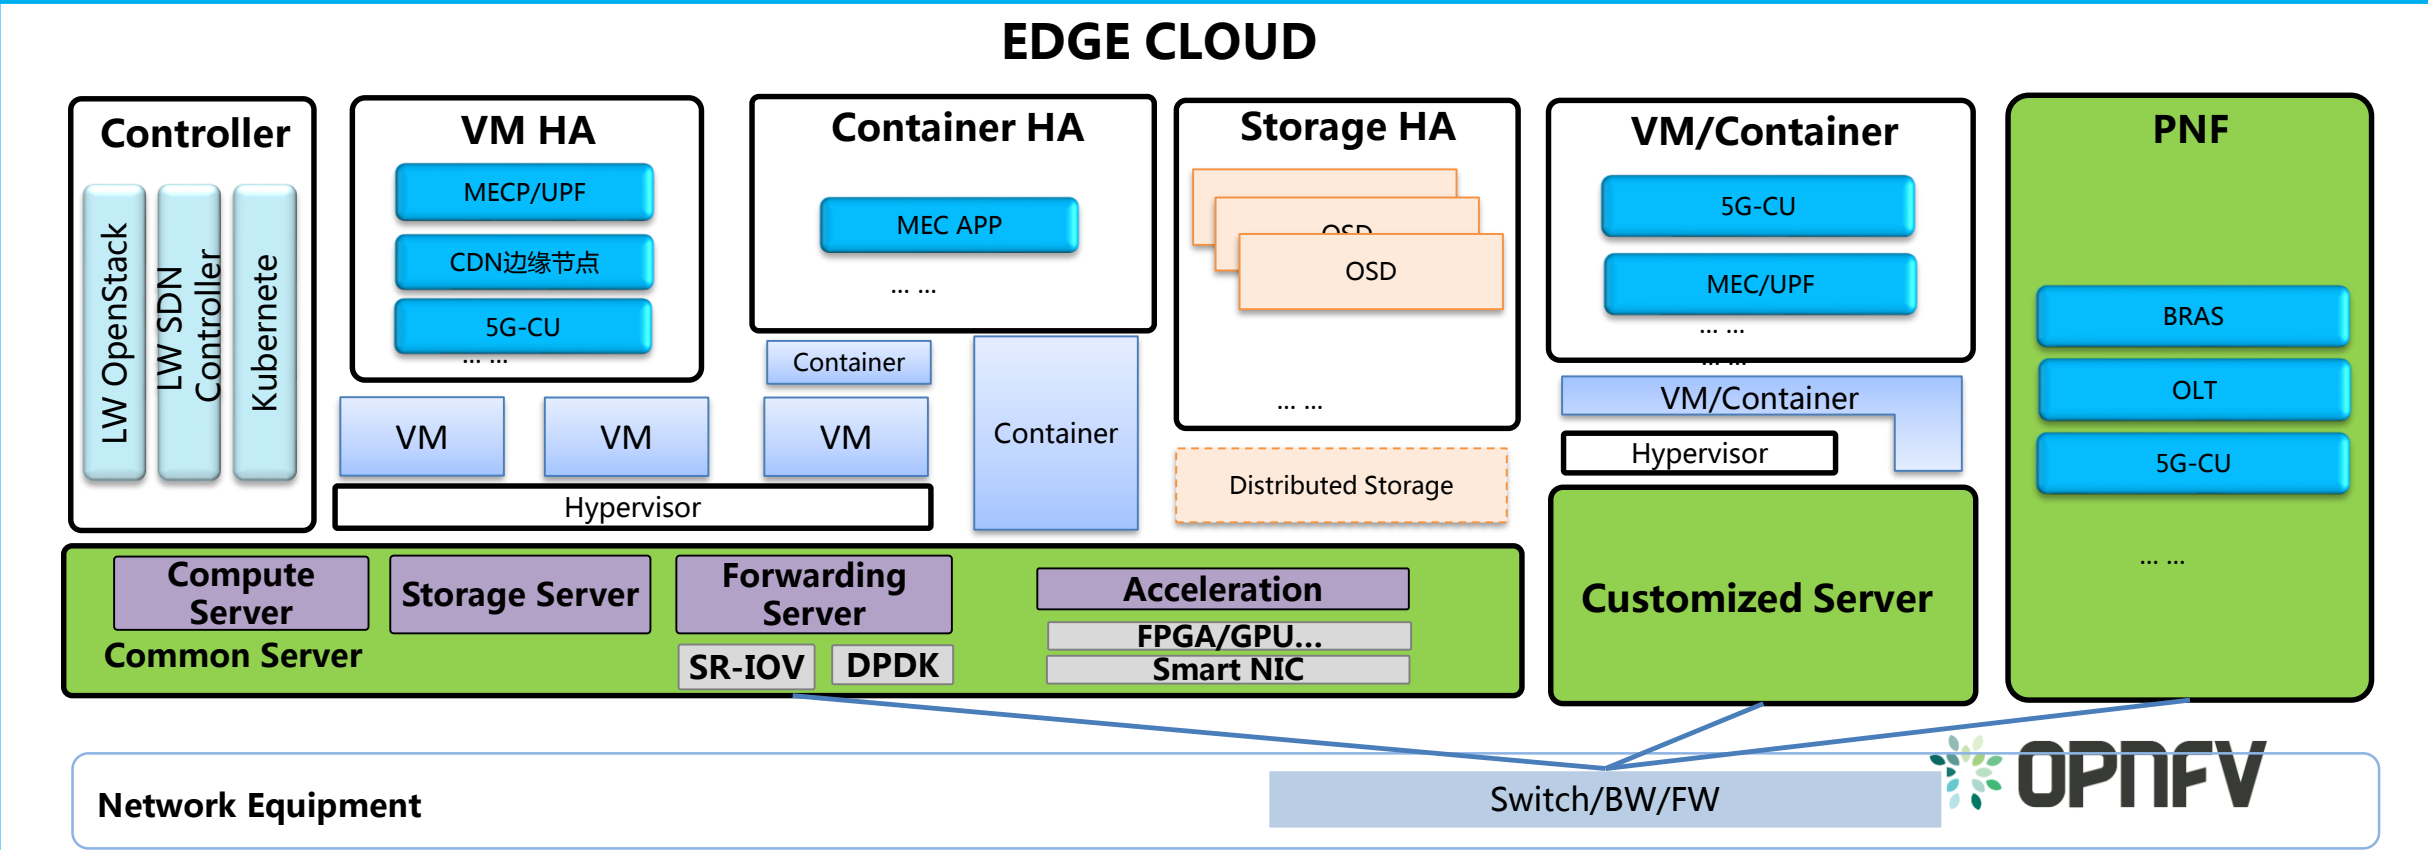 EDGE CLOUD
Controller
LW OpenStack
LW SDN
Controller
Kubernete
VM HA
MECP/UPF
CDN边缘节点
5G-CU
... ...
Container HA
MEC APP
... ...
Storage HA
OSD
OSD
... ...
VM/Container
5G-CU
MEC/UPF
... ...
... ...
PNF
BRAS
OLT
5G-CU
... ...
Container
VM
VM
VM
Container
Hypervisor
Distributed Storage
VM/Container
Hypervisor
Compute
Server
Storage Server
Forwarding
Server
Acceleration
FPGA/GPU...
Smart NIC
Common Server
SR-IOV
DPDK
Customized Server
Network Equipment
Switch/BW/FW
OPNFV